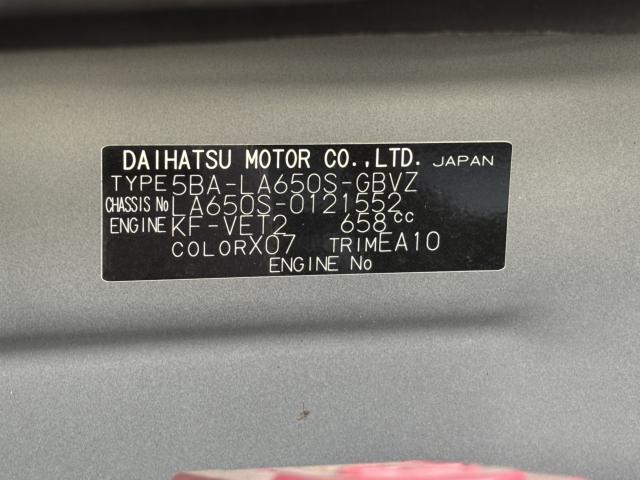 DAIHATSU MOTOR CO.,LTD. JAPAN
TYPE 5BA-LA650S-GBVZ
CHASSIS No LA650S-0121552
ENGINE KF-VET2 658cc
COLOR X07 TRIM EA10
ENGINE No